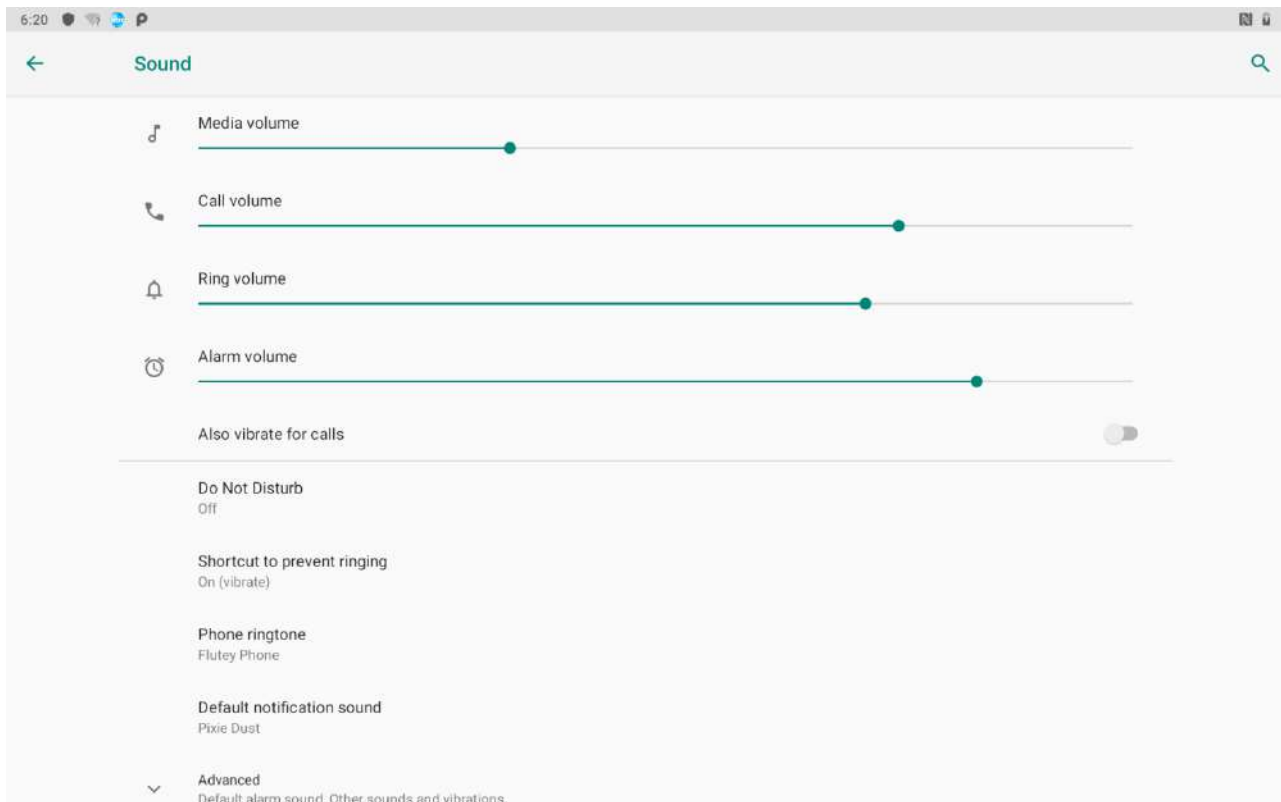 6:20
Sound
Media volume
Call volume
Ring volume
Alarm volume
Also vibrate for calls
Do Not Disturb
Off
Shortcut to prevent ringing
On (vibrate)
Phone ringtone
Flutey Phone
Default notification sound
Pixie Dust
Advanced
Default alarm sound, Other sounds and vibrations